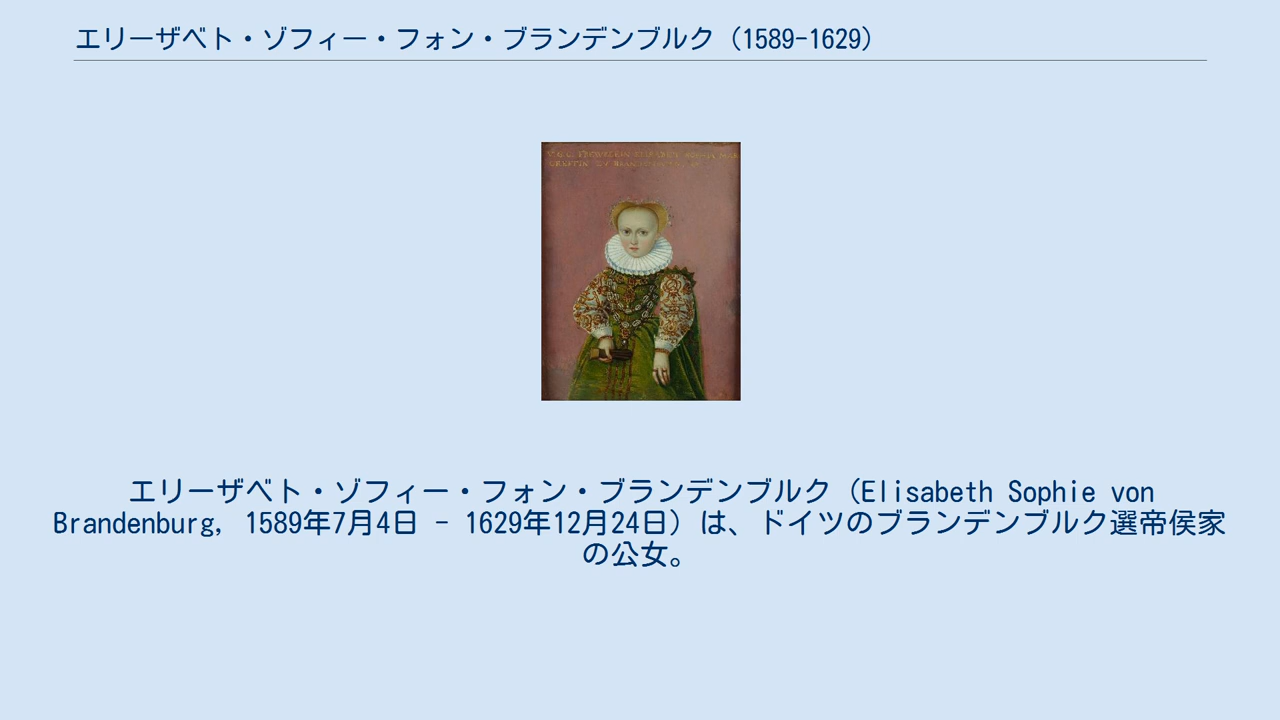 エリーザベト・ゾフィー・フォン・ブランデンブルク（1589-1629）
エリーザベト・ゾフィー・フォン・ブランデンブルク（Elisabeth Sophie von
Brandenburg, 1589年7月4日 - 1629年12月24日）は、ドイツのブランデンブルク選帝侯家
の公女。